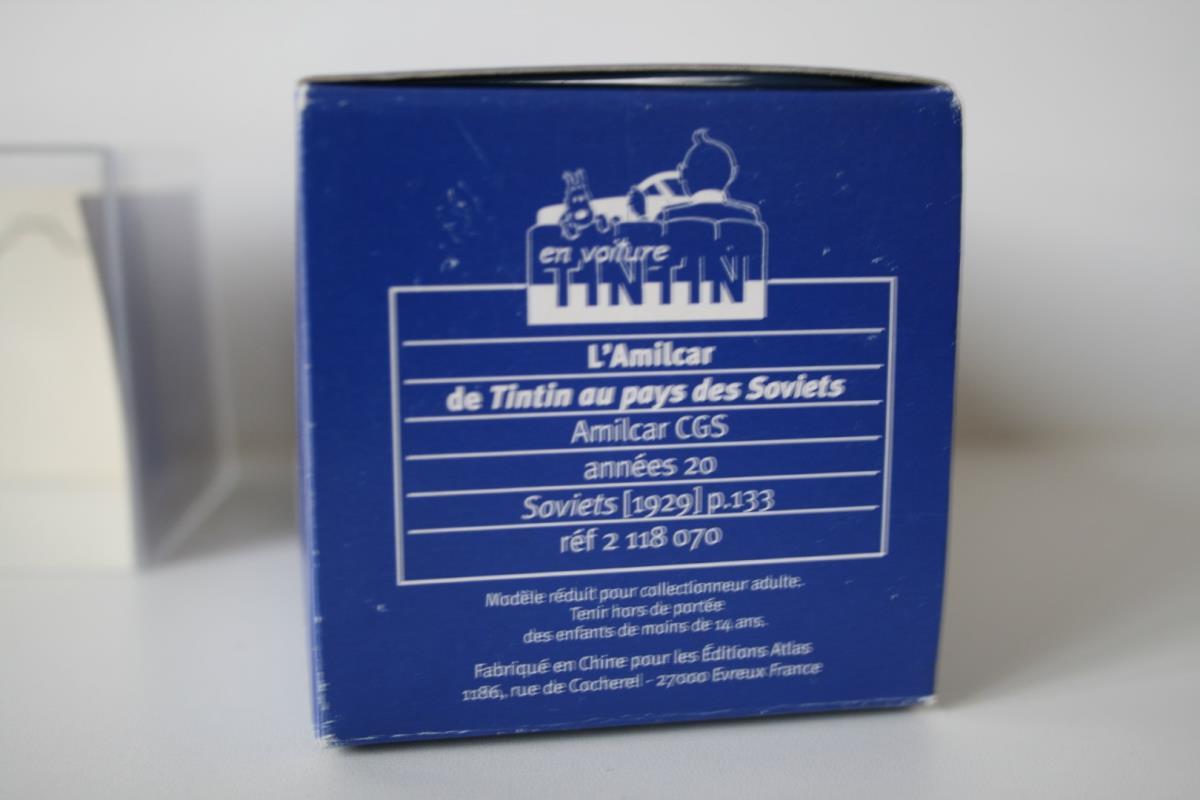 en voiture
TINTIN
L'Amilcar
de Tintin au pays des Soviets
Amilcar CGS
années 20
Soviets [1929] p.133
réf 2 118 070
Modèle réduit pour collectionneur adulte.
Tenir hors de portée
des enfants de moins de 14 ans.
Fabriqué en Chine pour les Éditions Atlas
1186, rue de Cocherel - 27000 Evreux France